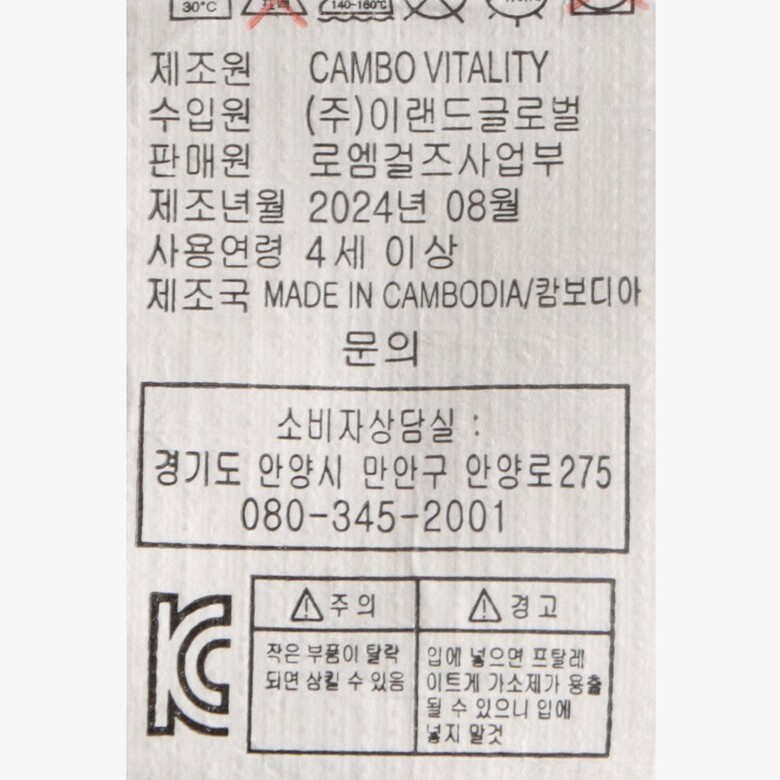 30°C 140-160℃
제조원 CAMBO VITALITY
수입원 (주)이랜드글로벌
판매원 로엠걸즈사업부
제조년월 2024년 08월
사용연령 4세 이상
제조국 MADE IN CAMBODIA/캄보디아
문의
소비자상담실 :
경기도 안양시 만안구 안양로275
080-345-2001
주의
작은 부품이 탈락
되면 삼킬 수 있음
경고
입에 넣으면 프탈레
이트게 가소제가 용출
될 수 있으니 입에
넣지 말것